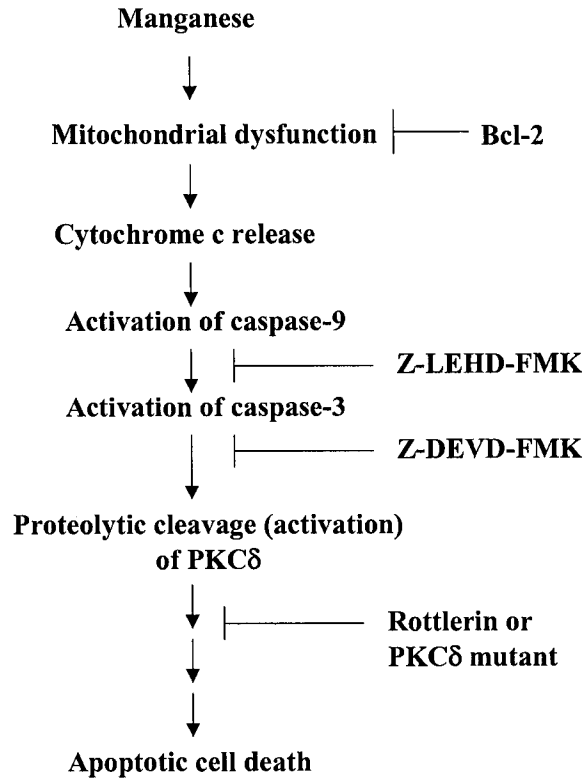 Manganese
Mitochondrial dysfunction
Bcl-2
Cytochrome c release
Activation of caspase-9
Z-LEHD-FMK
Activation of caspase-3
Z-DEVD-FMK
Proteolytic cleavage (activation)
of PKCδ
Rottlerin or
PKCδ mutant
Apoptotic cell death